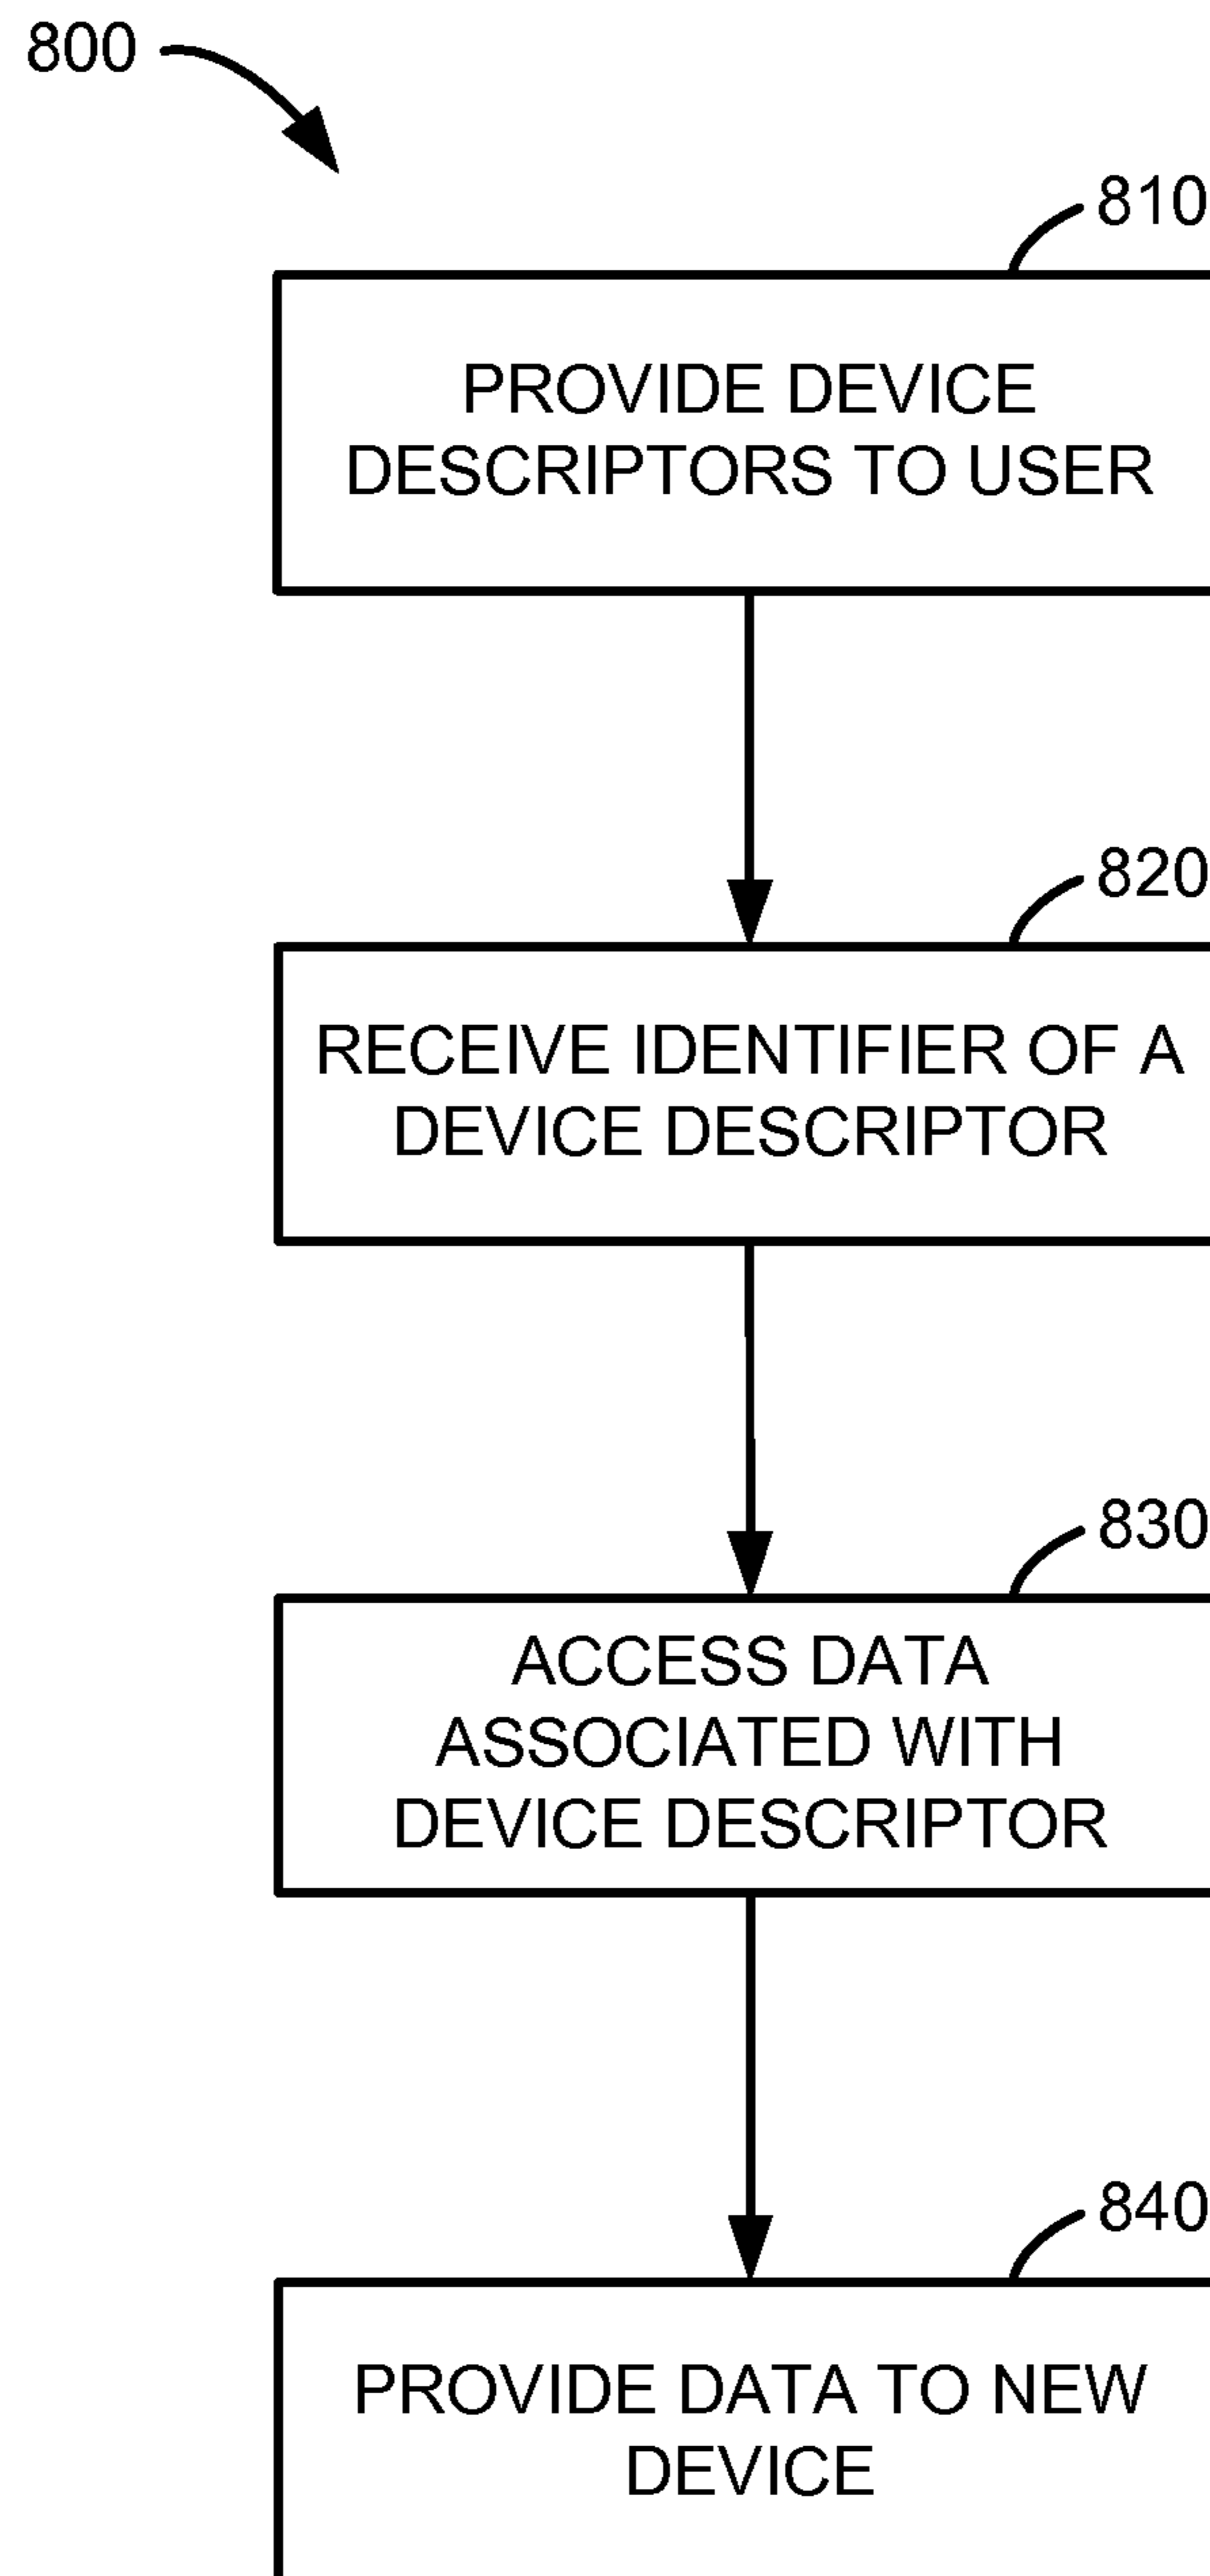 800
810
PROVIDE DEVICE
DESCRIPTORS TO USER
820
RECEIVE IDENTIFIER OF A
DEVICE DESCRIPTOR
830
ACCESS DATA
ASSOCIATED WITH
DEVICE DESCRIPTOR
840
PROVIDE DATA TO NEW
DEVICE